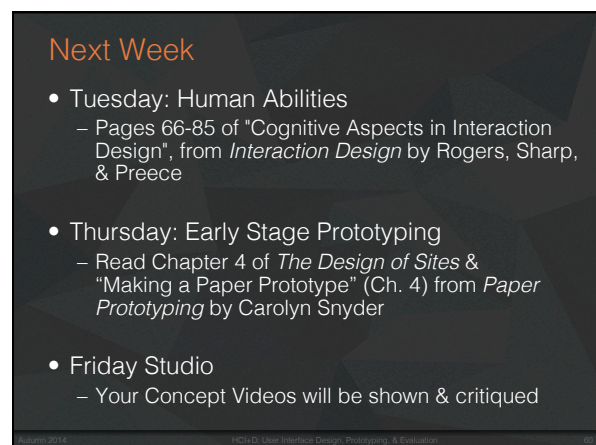 Next Week
• Tuesday: Human Abilities
– Pages 66-85 of "Cognitive Aspects in Interaction
Design", from Interaction Design by Rogers, Sharp,
& Preece
• Thursday: Early Stage Prototyping
– Read Chapter 4 of The Design of Sites &
“Making a Paper Prototype” (Ch. 4) from Paper
Prototyping by Carolyn Snyder
• Friday Studio
– Your Concept Videos will be shown & critiqued
Autumn 2014 HCI+D: User Interface Design, Prototyping, & Evaluation 60